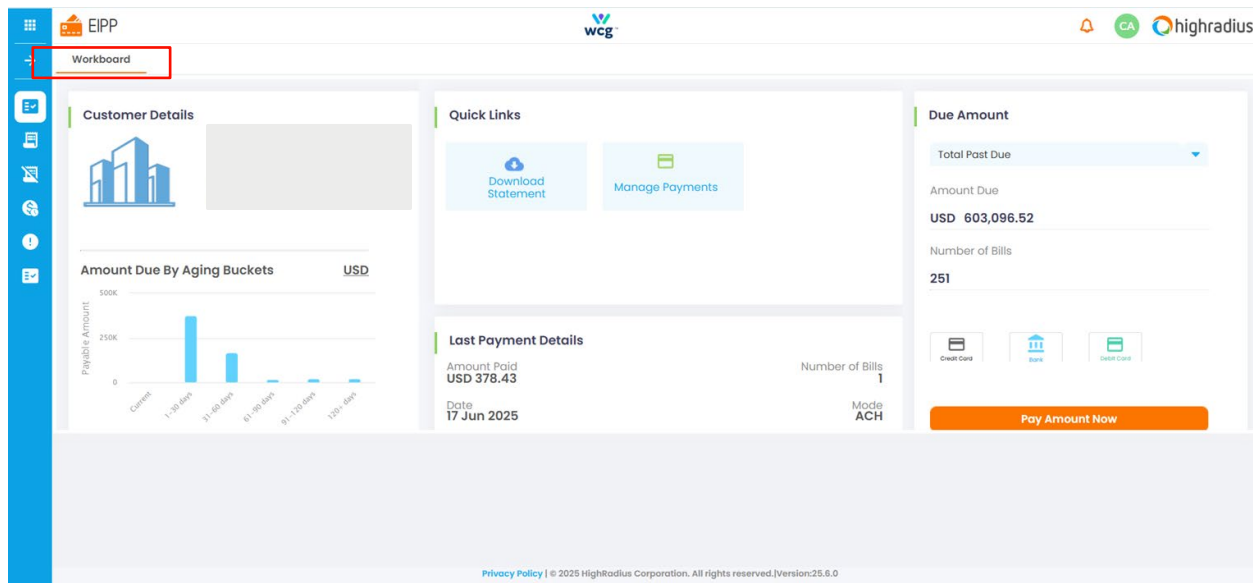 EIPP
wcg
CA
highradius
Workboard
Customer Details
Amount Due By Aging Buckets
USD
500K
250K
0
Payable Amount
Current
1-30 days
31-60 days
61-90 days
91-120 days
120+ days
Quick Links
Download
Statement
Manage Payments
Last Payment Details
Amount Paid
USD 378.43
Number of Bills
1
Date
17 Jun 2025
Mode
ACH
Due Amount
Total Past Due
Amount Due
USD 603,096.52
Number of Bills
251
Credit Card
Bank
Debit Card
Pay Amount Now
Privacy Policy | © 2025 HighRadius Corporation. All rights reserved.|Version:25.6.0